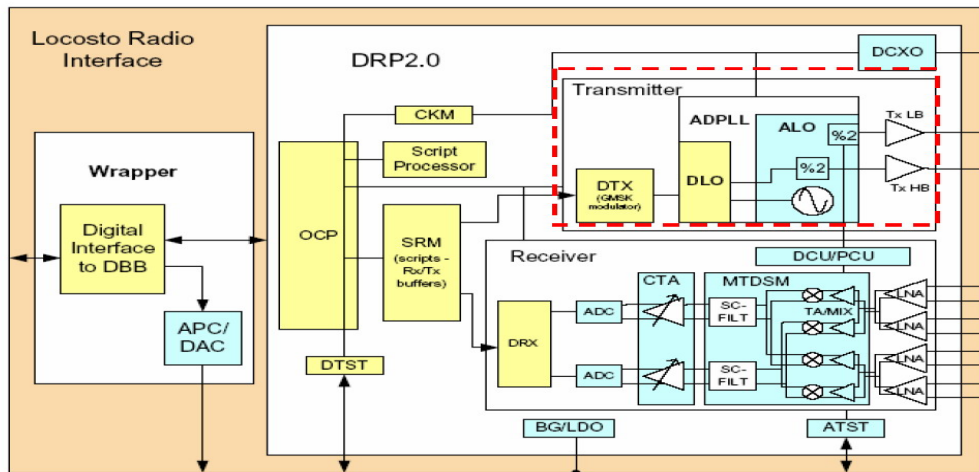 Locosto Radio
Interface
DRP2.0
DCXO
Transmitter
CKM
ADPLL
ALO
Tx LB
%2
Script
Processor
Wrapper
DTX
(GMSK
modulator)
DLO
%2
Tx HB
Digital
Interface
to DBB
OCP
SRM
(scripts -
Rx/Tx
buffers)
Receiver
DCU/PCU
CTA
MTDSM
APC/
DAC
ADC
SC-
FILT
TA/MIX
LNA
LNA
DRX
DTST
ADC
SC-
FILT
LNA
LNA
BG/LDO
ATST